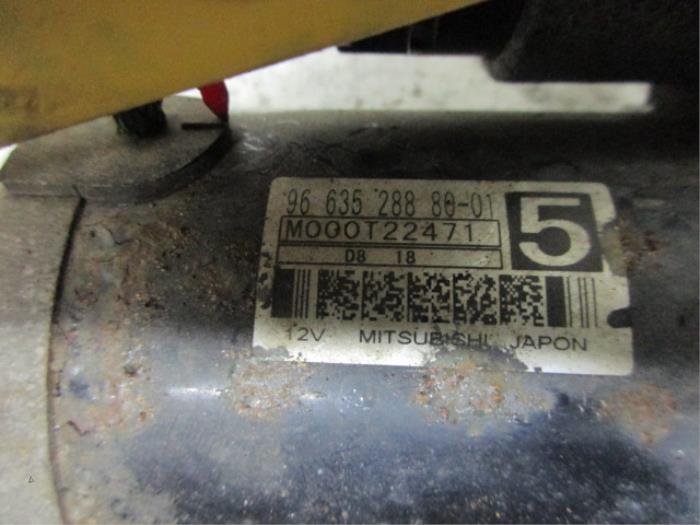 96 635 288 80-01
5
M000T22471
D8 18
12V MITSUBISHI JAPON